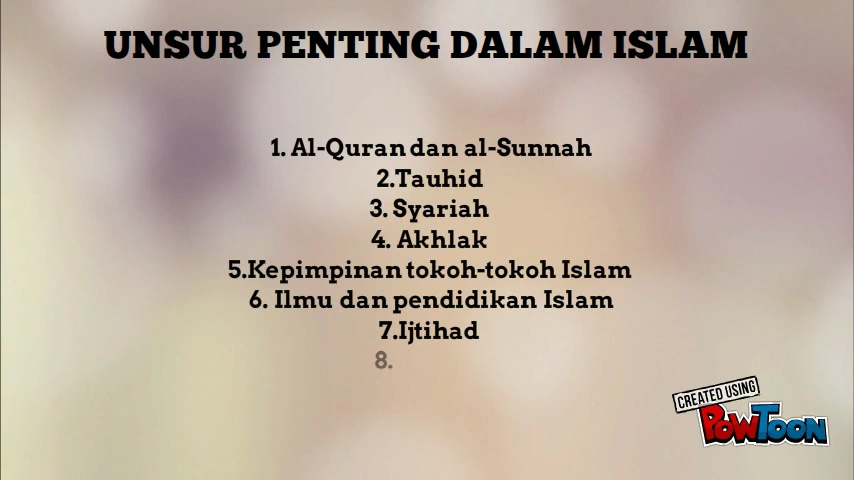 UNSUR PENTING DALAM ISLAM
1. Al-Quran dan al-Sunnah
2.Tauhid
3. Syariah
4. Akhlak
5.Kepimpinan tokoh-tokoh Islam
6. Ilmu dan pendidikan Islam
7.Ijtihad
8.
CREATED USING
POWTOON